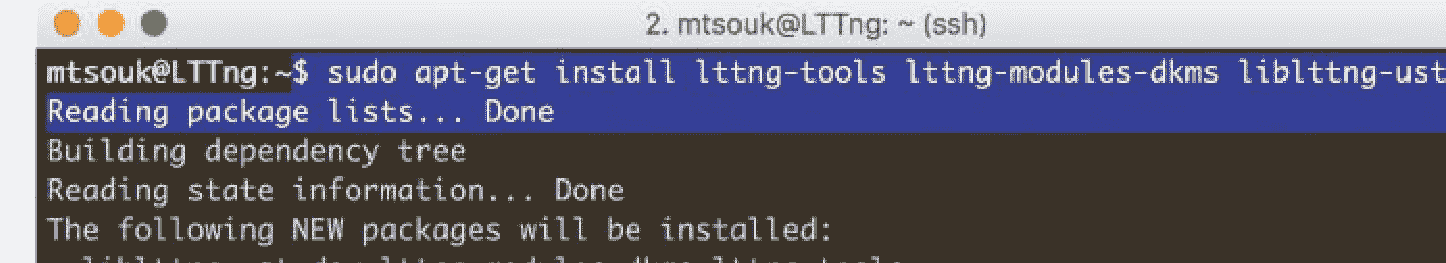 2. mtsouk@LTTng: ~ (ssh)
mtsouk@LTTng:~$ sudo apt-get install lttng-tools lttng-modules-dkms liblttng-ust
Reading package lists... Done
Building dependency tree
Reading state information... Done
The following NEW packages will be installed: